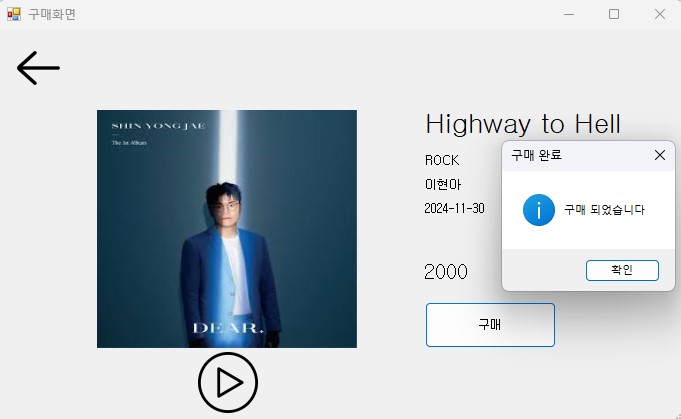 구매화면
SHIN YONG JAE
The 1st Album
DEAR.
Highway to Hell
ROCK
이현아
2024-11-30
2000
구매
구매 완료
구매 되었습니다
확인